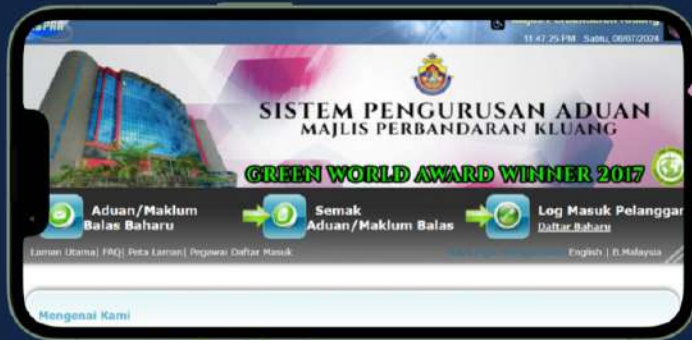 11:47:25 PM Sabtu, 06/07/2024
SISTEM PENGURUSAN ADUAN
MAJLIS PERBANDARAN KLUANG
GREEN WORLD AWARD WINNER 2017
Aduan/Maklum
Balas Baharu
Semak
Aduan/Maklum Balas
Log Masuk Pelanggan
Daftar Baharu
Laman Utama| FAQ| Peta Laman| Pegawai Daftar Masuk
English | B.Malaysia
Mengenai Kami